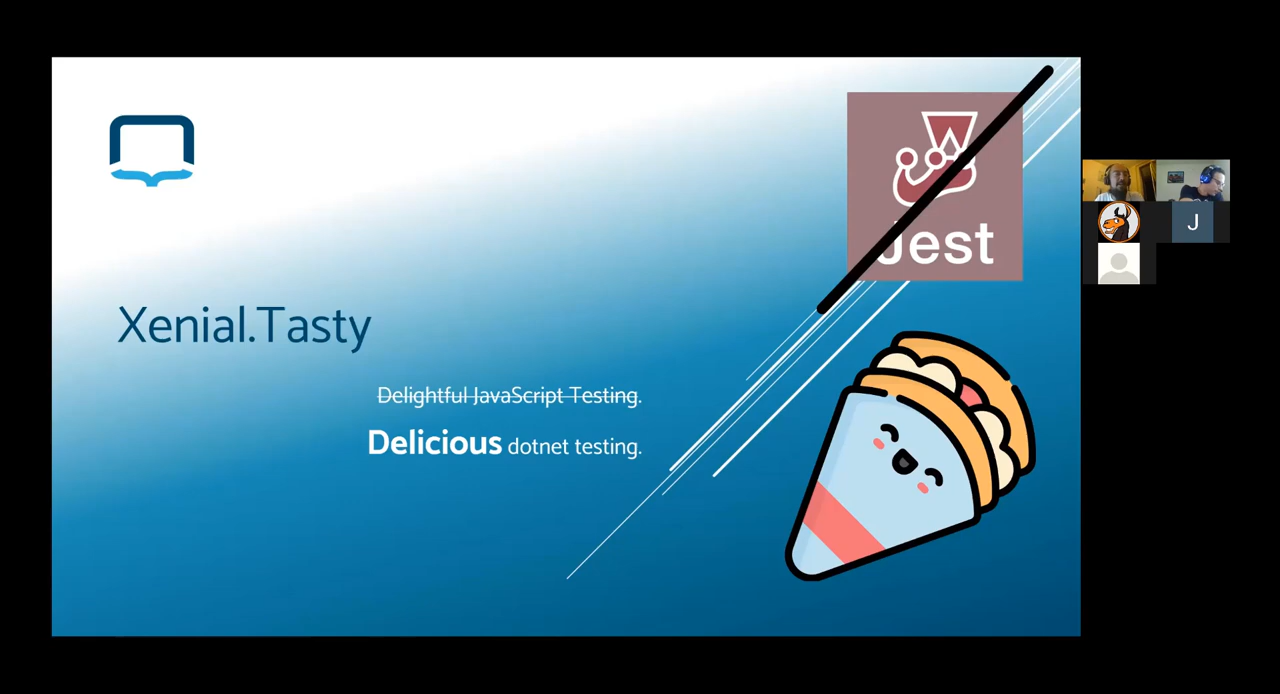 Jest
Xenial.Tasty
Delightful JavaScript Testing.
Delicious dotnet testing.
J